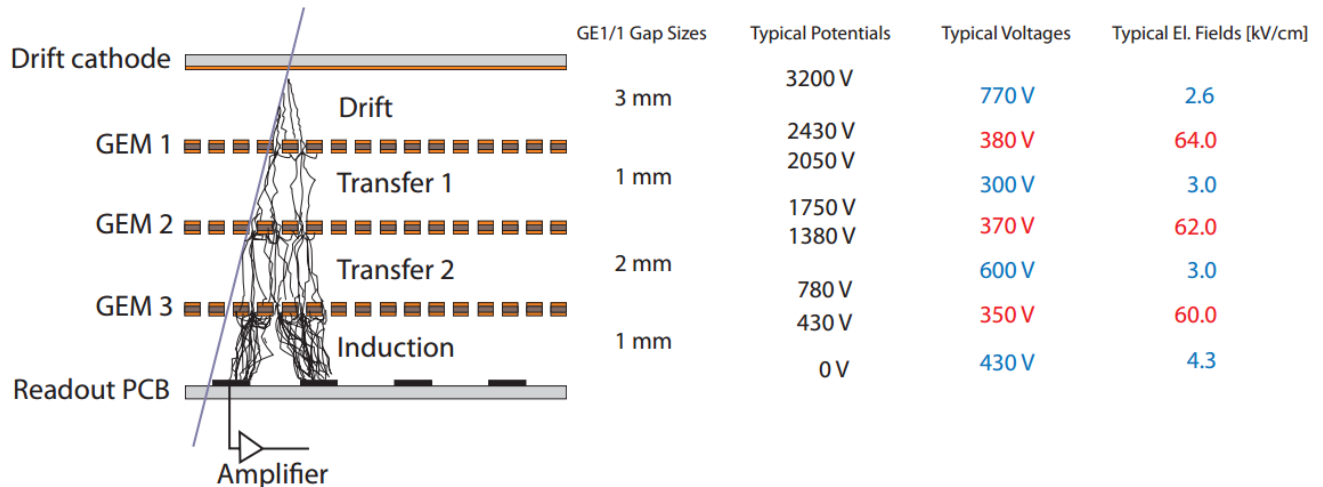 GE1/1 Gap Sizes Typical Potentials Typical Voltages Typical El. Fields [kV/cm]
Drift cathode
3200 V
3 mm 770 V 2.6
Drift
2430 V
GEM 1 380 V 64.0
2050 V
Transfer 1 1 mm 300 V 3.0
1750 V
GEM 2 370 V 62.0
1380 V
Transfer 2 2 mm 600 V 3.0
780 V
GEM 3 350 V 60.0
430 V
Induction 1 mm
0 V 430 V 4.3
Readout PCB
Amplifier